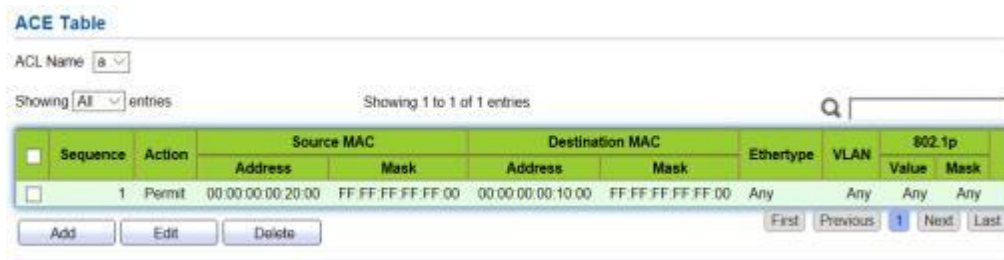 ACE Table
ACL Name a
Showing All entries Showing 1 to 1 of 1 entries
Source MAC Destination MAC 802.1p
Sequence Action Ethertype VLAN
Address Mask Address Mask Value Mask
1 Permit 00:00:00:00:20:00 FF:FF:FF:FF:FF:00 00:00:00:00:10:00 FF:FF:FF:FF:FF:00 Any Any Any Any
First Previous 1 Next Last
Add Edit Delete